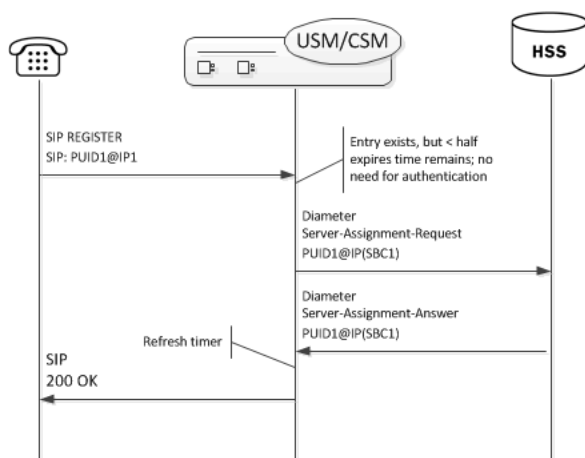 USM/CSM
HSS
SIP REGISTER
SIP: PUID1@IP1
Entry exists, but < half
expires time remains; no
need for authentication
Diameter
Server-Assignment-Request
PUID1@IP(SBC1)
Diameter
Server-Assignment-Answer
PUID1@IP(SBC1)
Refresh timer
SIP
200 OK